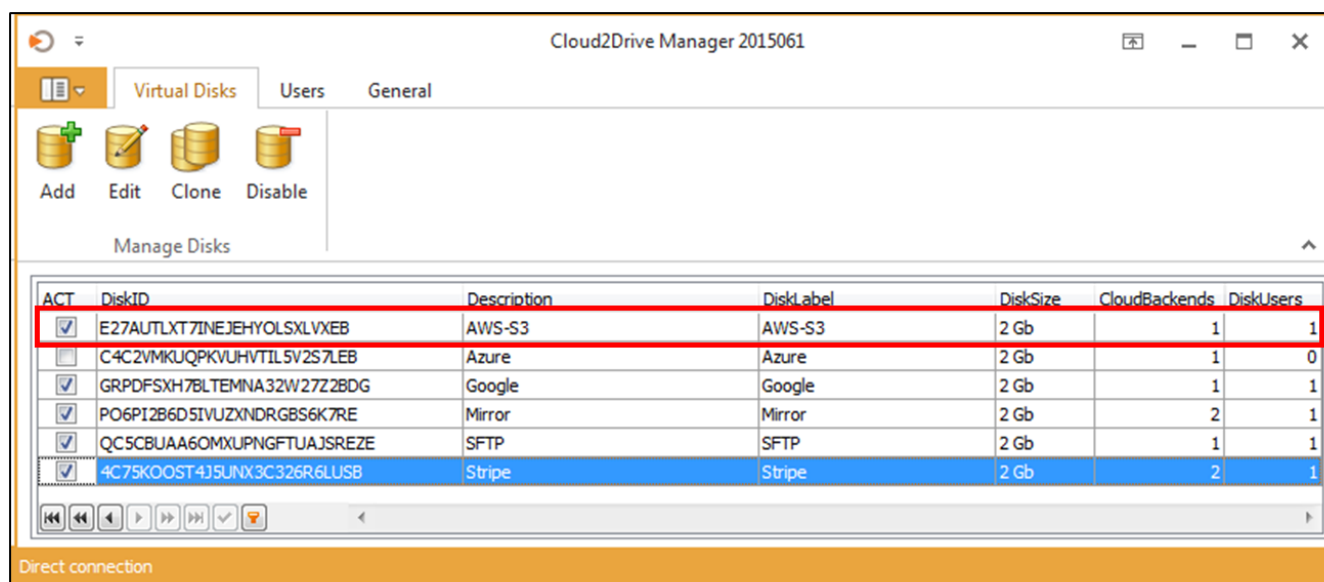 Cloud2Drive Manager 2015061
Virtual Disks Users General
Add Edit Clone Disable
Manage Disks
ACT DiskID Description DiskLabel DiskSize CloudBackends DiskUsers
E27AUTLXT7INEJEHYOLSXLVXEB AWS-S3 AWS-S3 2 Gb 1 1
C4C2VMKUQPKVUHVTIL5V2S7LEB Azure Azure 2 Gb 1 0
GRPDFSXH7BLTEMNA32W27Z2BDG Google Google 2 Gb 1 1
PO6PI2B6D5IVUZXNDRGBS6K7RE Mirror Mirror 2 Gb 2 1
QC5CBUAA6OMXUPNGFTUAJSREZE SFTP SFTP 2 Gb 1 1
4C75KOOST4J5UNX3C326R6LUSB Stripe Stripe 2 Gb 2 1
Direct connection